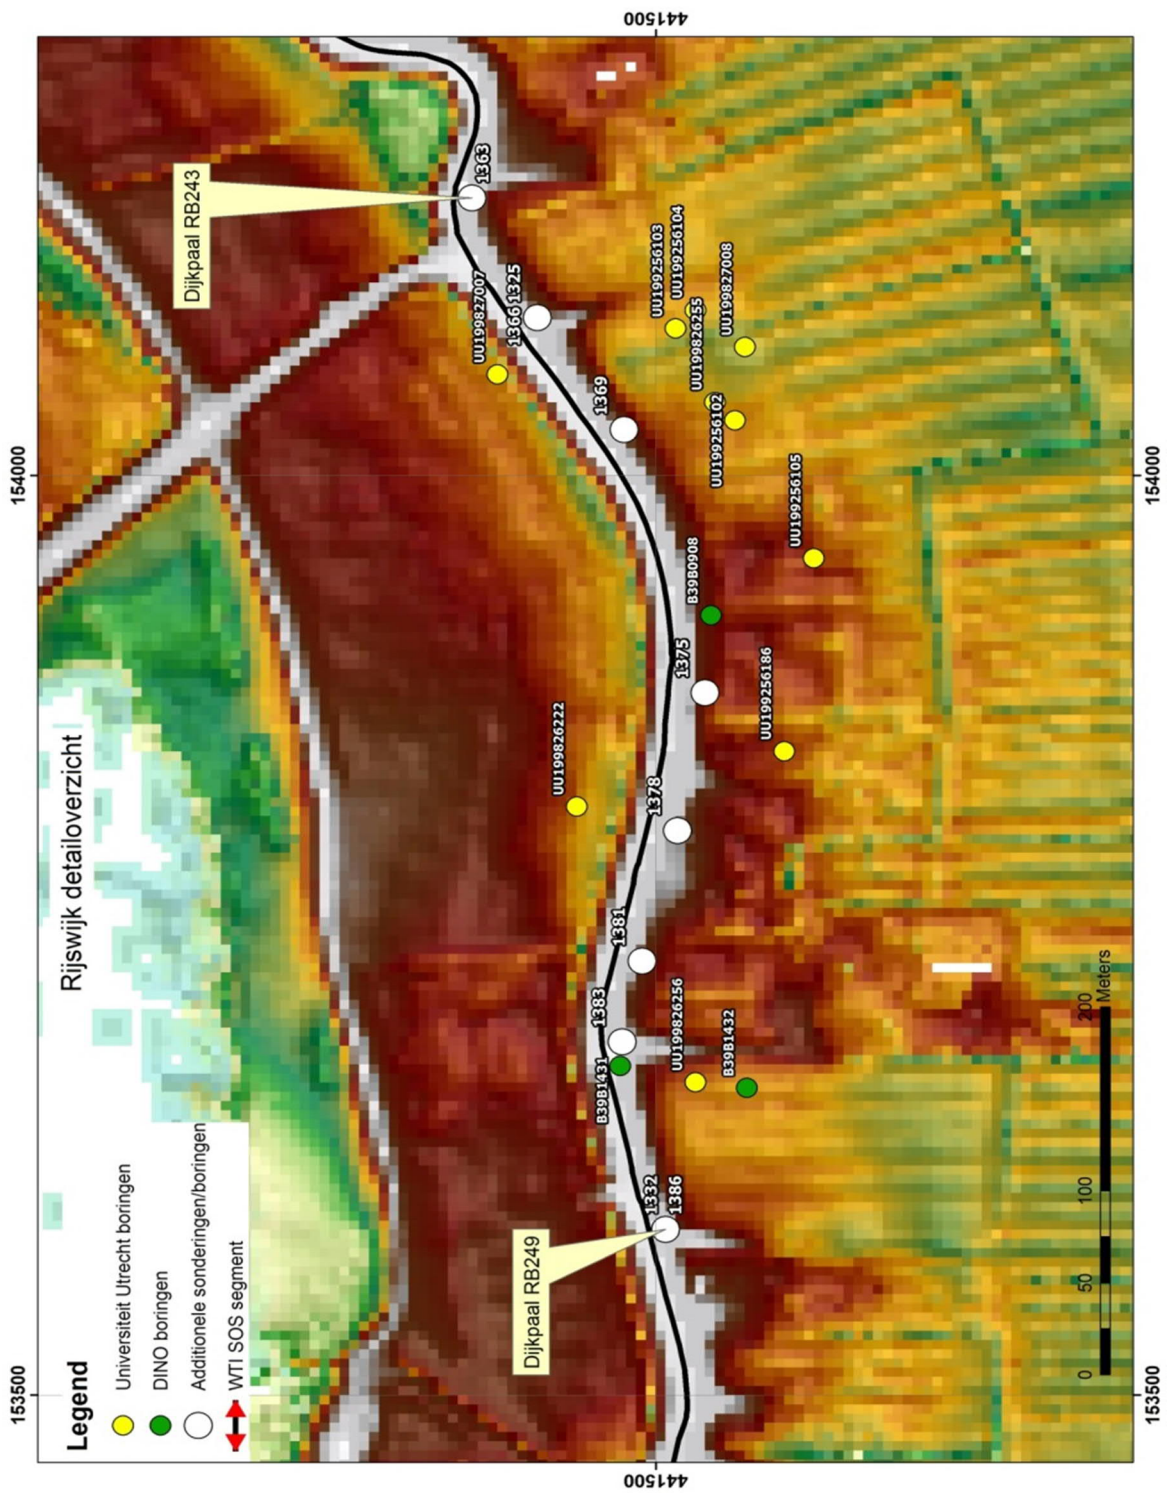 Rijswijk detailoverzicht
Legend
Universiteit Utrecht boringen
DINO boringen
Additionele sonderingen/boringen
WTI SOS segment
Dijkpaal RB243
Dijkpaal RB249
153500
154000
153500
154000
441500
441500
1363
UU199827007
1366
1325
1369
UU199256103
UU199256104
UU199827008
UU199826255
UU199256102
UU199256105
B39B0908
1375
UU199256186
UU199826222
1378
1381
1383
B39B1431
UU199826256
B39B1432
1332
1386
0 50 100 200
Meters